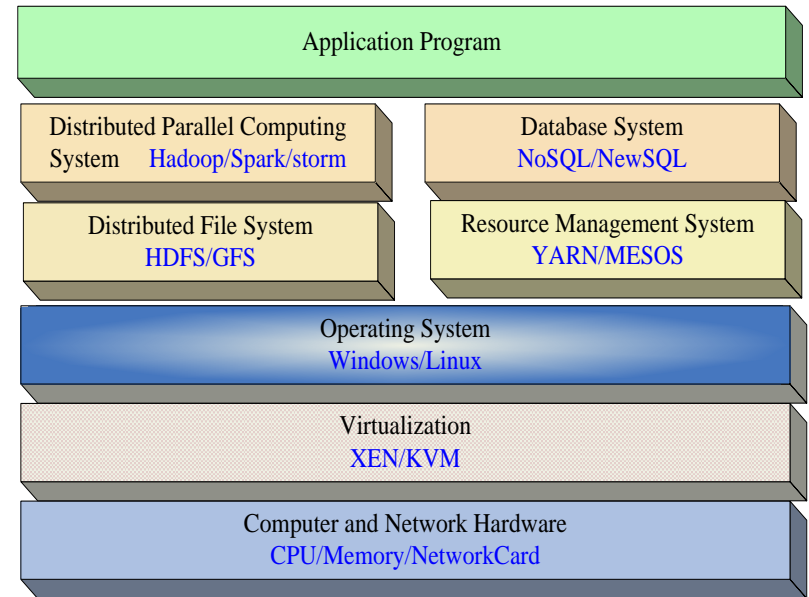 Application Program
Distributed Parallel Computing
System Hadoop/Spark/storm
Database System
NoSQL/NewSQL
Distributed File System
HDFS/GFS
Resource Management System
YARN/MESOS
Operating System
Windows/Linux
Virtualization
XEN/KVM
Computer and Network Hardware
CPU/Memory/NetworkCard